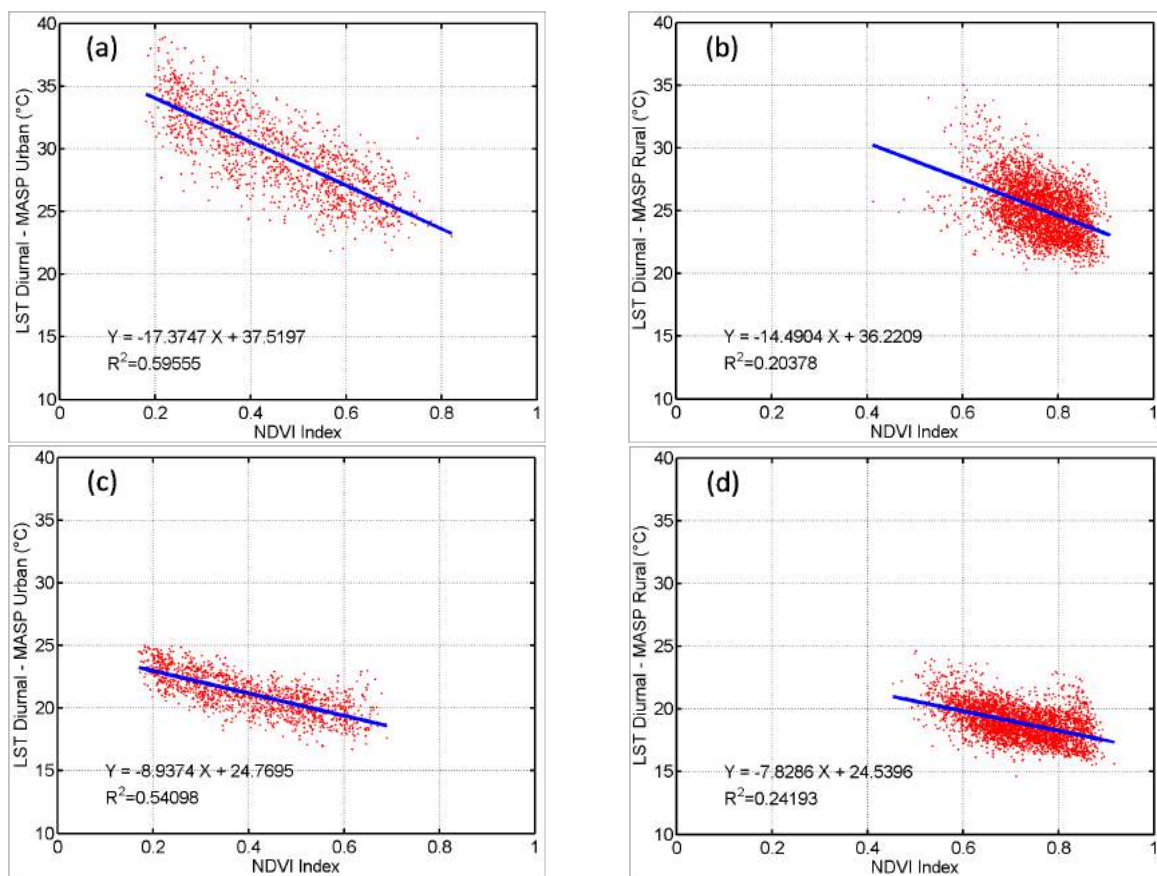 (a)
LST Diurnal - MASP Urban (°C)
40
35
30
25
20
15
10
Y = -17.3747 X + 37.5197
R²=0.59555
0 0.2 0.4 0.6 0.8 1
NDVI Index
(b)
LST Diurnal - MASP Rural (°C)
40
35
30
25
20
15
10
Y = -14.4904 X + 36.2209
R²=0.20378
0 0.2 0.4 0.6 0.8 1
NDVI Index
(c)
LST Diurnal - MASP Urban (°C)
40
35
30
25
20
15
10
Y = -8.9374 X + 24.7695
R²=0.54098
0 0.2 0.4 0.6 0.8 1
NDVI Index
(d)
LST Diurnal - MASP Rural (°C)
40
35
30
25
20
15
10
Y = -7.8286 X + 24.5396
R²=0.24193
0 0.2 0.4 0.6 0.8 1
NDVI Index